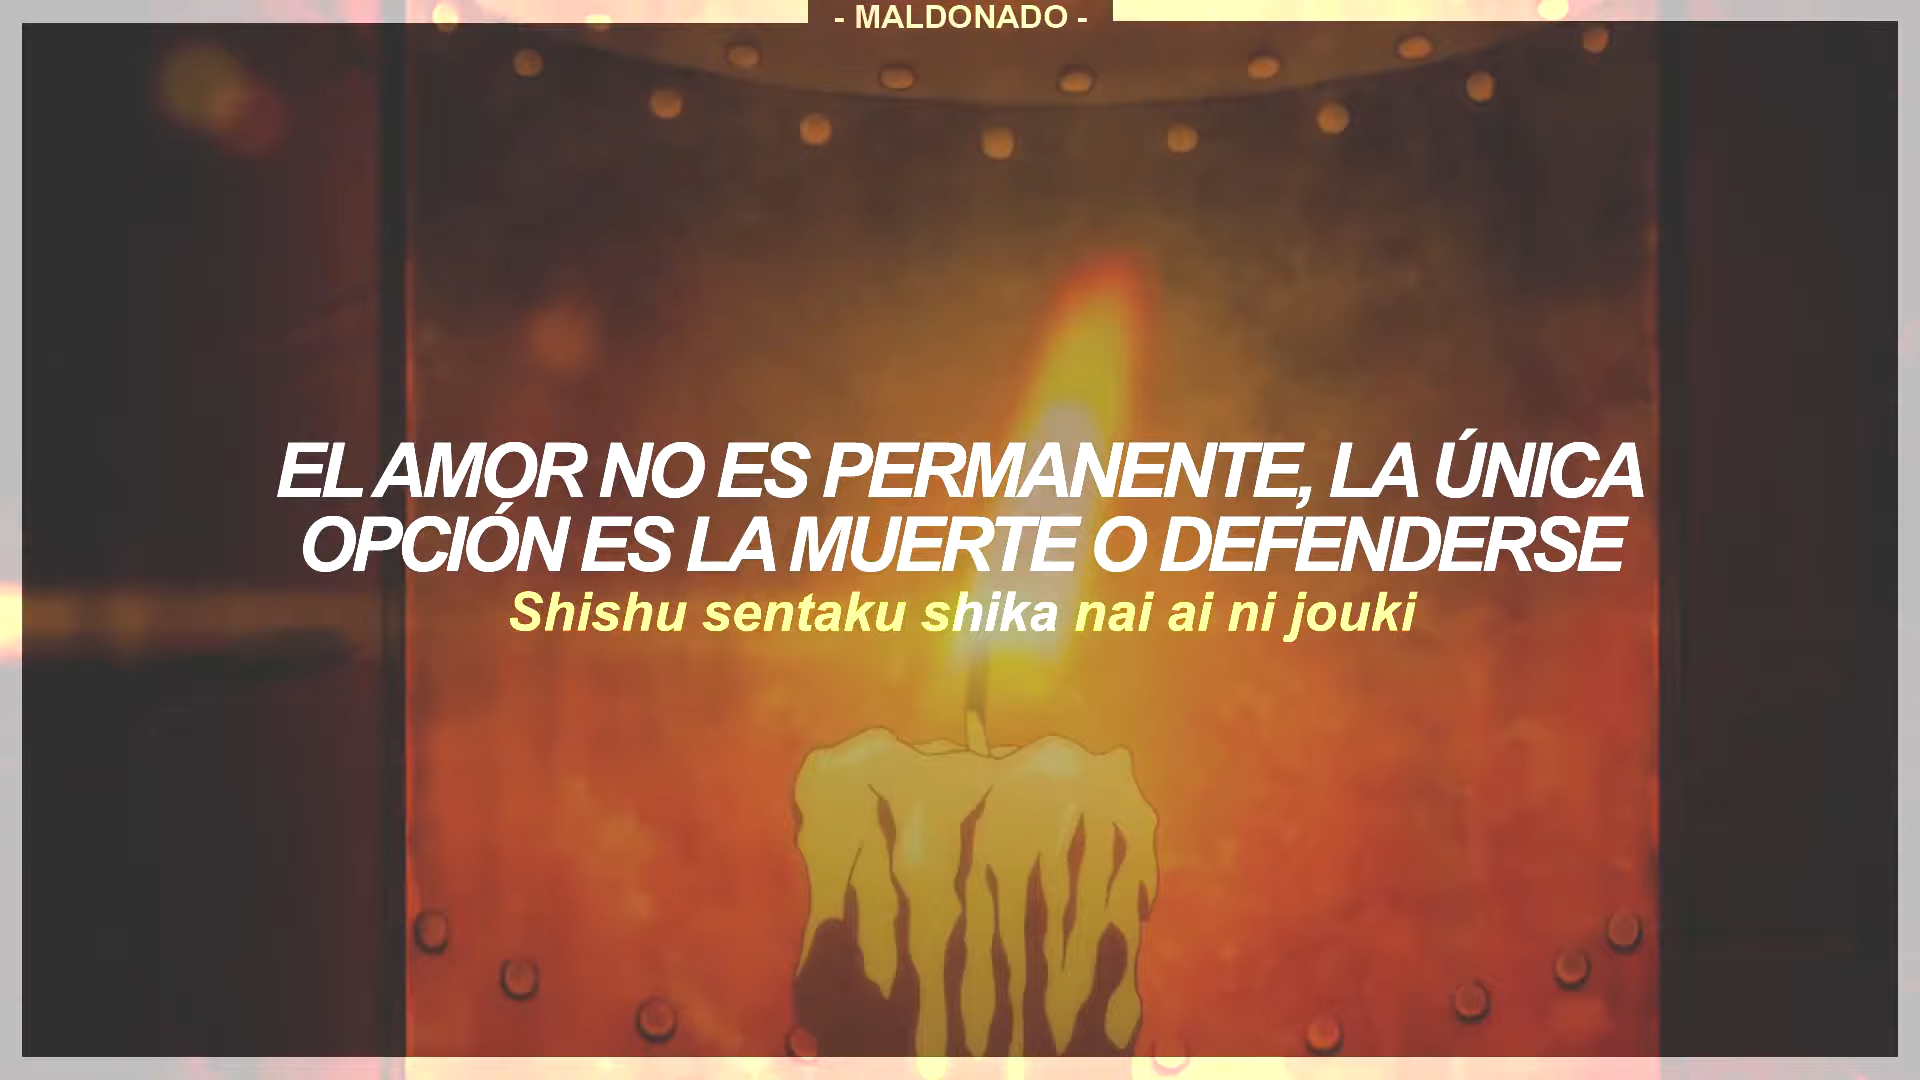 - MALDONADO -
EL AMOR NO ES PERMANENTE, LA ÚNICA
OPCIÓN ES LA MUERTE O DEFENDERSE
Shishu sentaku shika nai ai ni jouki